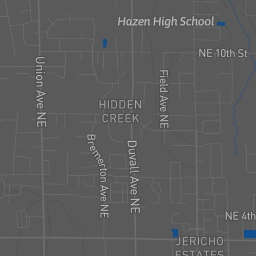 Hazen High School
NE 10th St
Union Ave NE
Field Ave NE
HIDDEN
CREEK
Bremerton Ave NE
Duvall Ave NE
NE 4th
JERICHO
ESTATES